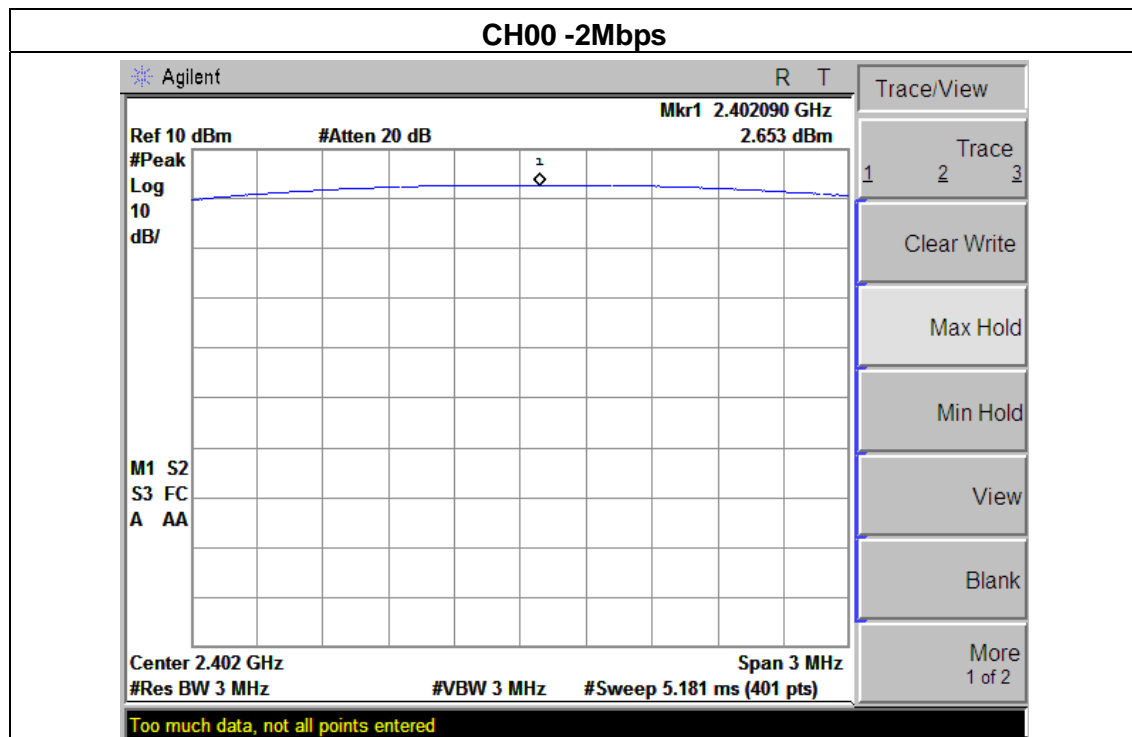 CH00 -2Mbps
Agilent R T
Mkr1 2.402090 GHz
Ref 10 dBm #Atten 20 dB 2.653 dBm
#Peak
Log
10
dB/
1
M1 S2
S3 FC
A AA
Center 2.402 GHz Span 3 MHz
#Res BW 3 MHz #VBW 3 MHz #Sweep 5.181 ms (401 pts)
Too much data, not all points entered
Trace/View
Trace
1 2 3
Clear Write
Max Hold
Min Hold
View
Blank
More
1 of 2